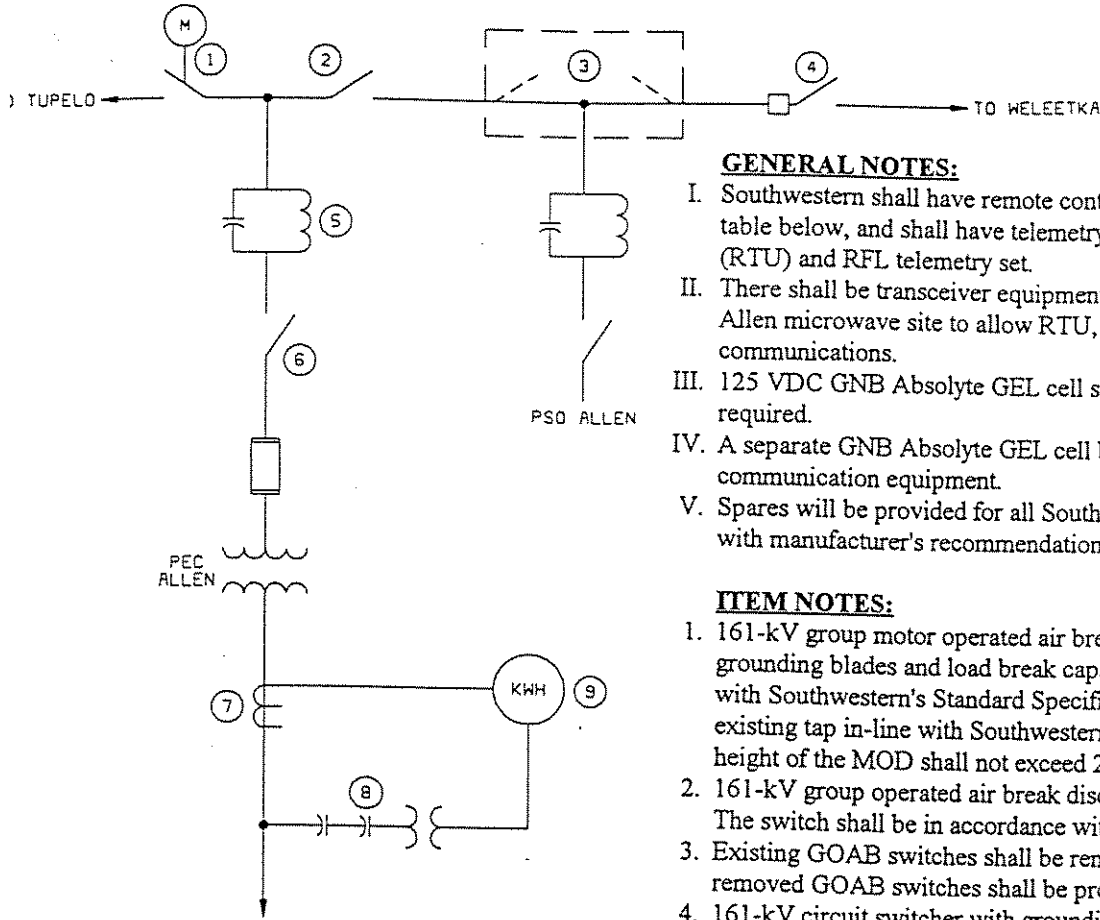 M
1
2
3
4
) TUPELO
TO WELEETKA
5
6
PSO ALLEN
PEC
ALLEN
7
KWH
9
8
GENERAL NOTES:
I. Southwestern shall have remote cont
table below, and shall have telemetry
(RTU) and RFL telemetry set.
II. There shall be transceiver equipmen
Allen microwave site to allow RTU,
communications.
III. 125 VDC GNB Absolyte GEL cell s
required.
IV. A separate GNB Absolyte GEL cell
communication equipment.
V. Spares will be provided for all South
with manufacturer's recommendation
ITEM NOTES:
1. 161-kV group motor operated air bre
grounding blades and load break cap
with Southwestern's Standard Specifi
existing tap in-line with Southwestern
height of the MOD shall not exceed 2
2. 161-kV group operated air break disc
The switch shall be in accordance wi
3. Existing GOAB switches shall be ren
removed GOAB switches shall be pro
4. 161-kV circuit switcher with groundi